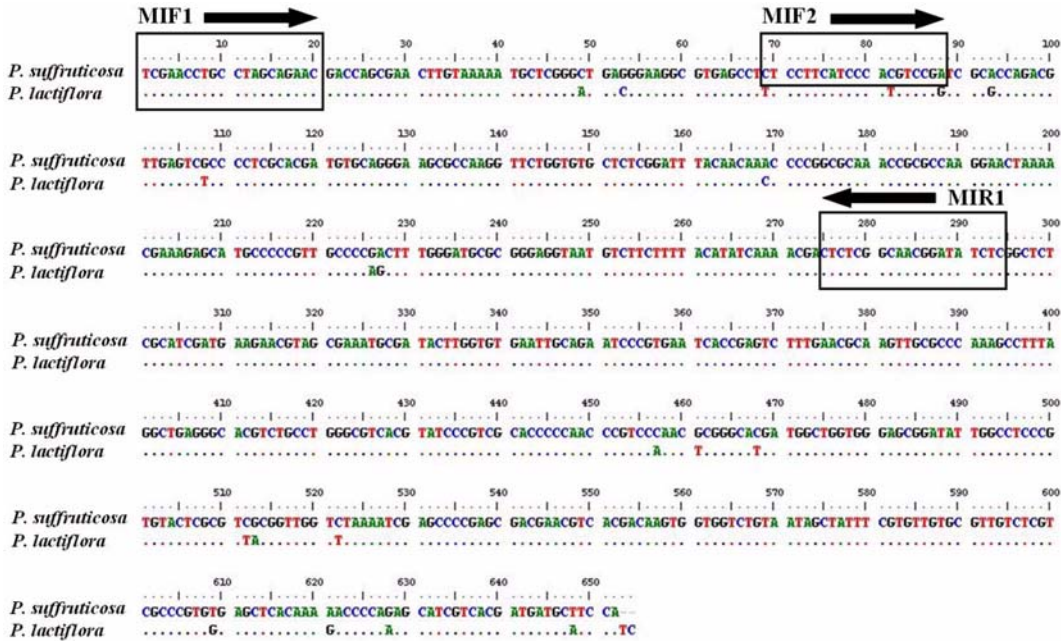 MIF1
MIF2
10 20 30 40 50 60 70 80 90 100
P. suffruticosa TCGAACCTGC CTAGCAGAAC GACCAGCGAA CTTGTAAAAA TGCTCGGGCT GAGGGAAGGC GTGAGCCTCT CCTTCATCCC ACGTCCGATC GCACCAGACG
P. lactiflora .......... .......... .......... .......... ........A. ..C....... ........T. .......... .T.....G.. ..G.......
110 120 130 140 150 160 170 180 190 200
P. suffruticosa TTGAGTCGCC CCTCGCACGA TGTGCAGGGA AGCGCCAAGG TTCTGGTGTG CTCTCGGATT TACAACAAAC CCCGGCGCAA ACCGCGCCAA GGAACTAAAA
P. lactiflora .......T.. .......... .......... .......... .......... .......... ........C. .......... .......... ..........
MIR1
210 220 230 240 250 260 270 280 290 300
P. suffruticosa CGAAAGAGCA TGCCCCCGTT GCCCCGACTT TGGGATGCGC GGGAGGTAAT GTCTTCTTTT ACATATCAAA ACGACTCTCG GCAACGGATA TCTCGGCTCT
P. lactiflora .......... .......... .....AG... .......... .......... .......... .......... .......... .......... ..........
310 320 330 340 350 360 370 380 390 400
P. suffruticosa CGCATCGATG AAGAACGTAG CGAAATGCGA TACTTGGTGT GAATTGCAGA ATCCCGTGAA TCACCGAGTC TTTGAACGCA AGTTGCGCCC AAAGCCTTTA
P. lactiflora .......... .......... .......... .......... .......... .......... .......... .......... .......... ..........
410 420 430 440 450 460 470 480 490 500
P. suffruticosa GGCTGAGGGC ACGTCTGCCT GGGCGTCACG TATCCCGTCG CACCCCCAAC CCGTCCCAAC GCGGGCACGA TGGCTGGTGG GAGCGGATAT TGGCCTCCCG
P. lactiflora .......... .......... .......... .......... .......... ......A... T......T.. .......... .......... ..........
510 520 530 540 550 560 570 580 590 600
P. suffruticosa TGTACTCGCG TCGCGGTTGG TCTAAAATCG AGCCCCGAGC GACGAACGTC ACGACAAGTG GTGGTCTGTA ATAGCTATTT CGTGTTGTGCG TTGTCTCGT
P. lactiflora .......... .TA....... .T........ .......... .......... .......... .......... .......... .......... ..........
610 620 630 640 650
P. suffruticosa CGCCCGTGTG AGCTCACAAA AACCCCAGAG CATCGTCACG ATGATGCTTC CA--
P. lactiflora ........G. .......... G......A.. .......... .......A.. ..TC